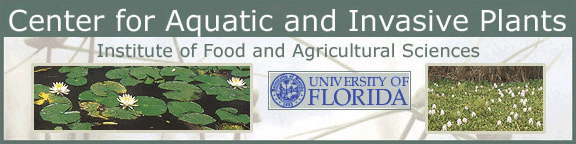 Center for Aquatic and Invasive Plants
Institute of Food and Agricultural Sciences
UNIVERSITY OF
FLORIDA